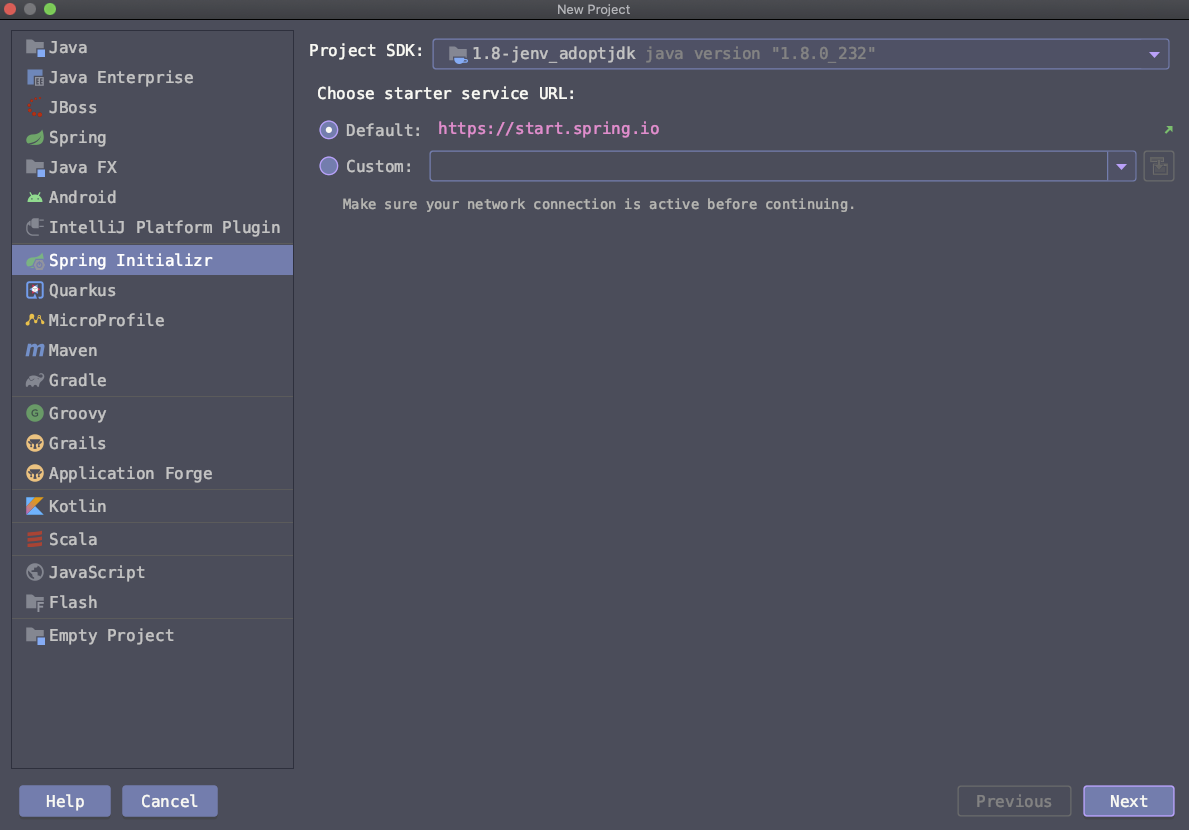 New Project
Java
Java Enterprise
JBoss
Spring
Java FX
Android
IntelliJ Platform Plugin
Spring Initializr
Quarkus
MicroProfile
Maven
Gradle
Groovy
Grails
Application Forge
Kotlin
Scala
JavaScript
Flash
Empty Project
Project SDK: 1.8-jenv_adoptjdk java version "1.8.0_232"
Choose starter service URL:
Default: https://start.spring.io
Custom:
Make sure your network connection is active before continuing.
Help Cancel Previous Next